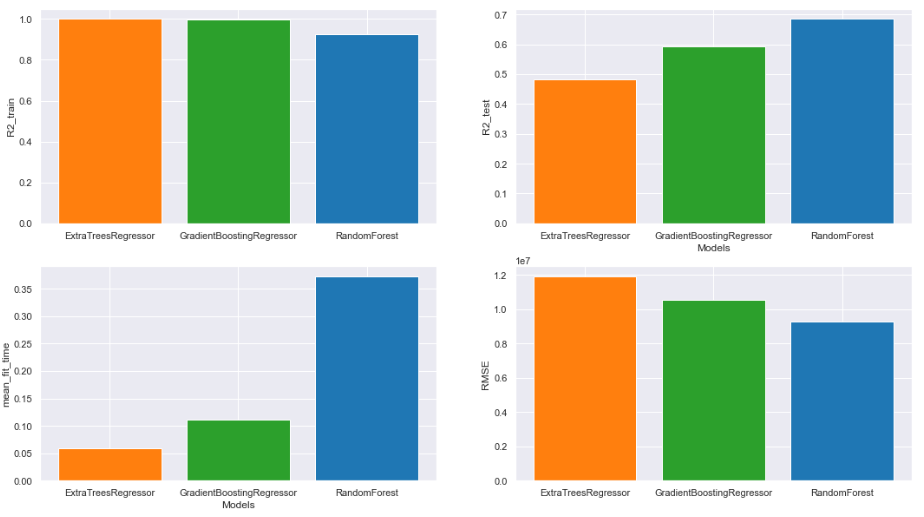 1.0
0.8
0.6
0.4
0.2
0.0
R2_train
ExtraTreesRegressor GradientBoostingRegressor RandomForest
0.7
0.6
0.5
0.4
0.3
0.2
0.1
0.0
R2_test
ExtraTreesRegressor GradientBoostingRegressor RandomForest
Models
0.35
0.30
0.25
0.20
0.15
0.10
0.05
0.00
mean_fit_time
ExtraTreesRegressor GradientBoostingRegressor RandomForest
Models
1e7
1.2
1.0
0.8
0.6
0.4
0.2
0.0
RMSE
ExtraTreesRegressor GradientBoostingRegressor RandomForest